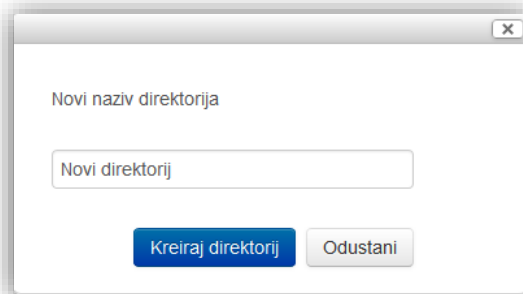 Novi naziv direktorija
Novi direktorij
Kreiraj direktorij Odustani